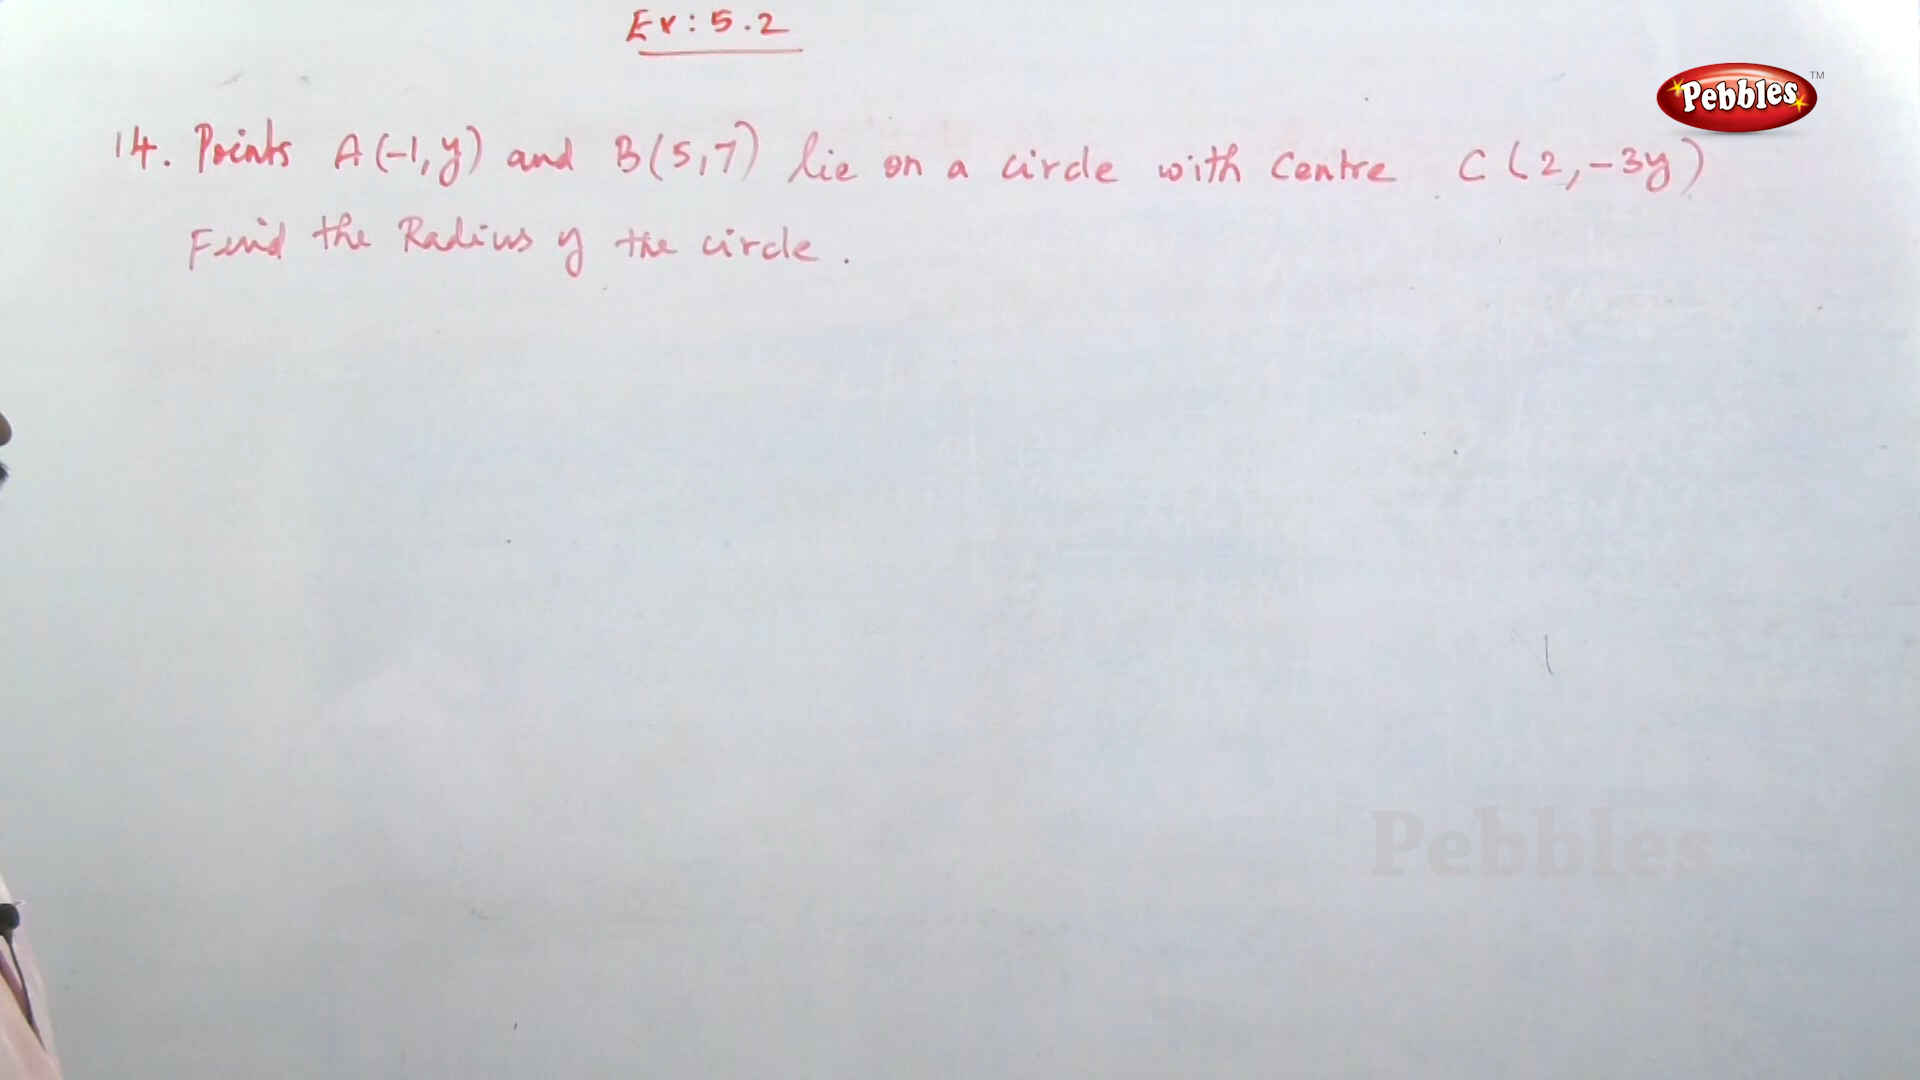 Ex: 5.2
Pebbles TM
14. Points A(-1,y) and B(5,7) lie on a circle with Centre C(2,-3y)
Find the Radius of the circle.
Pebbles